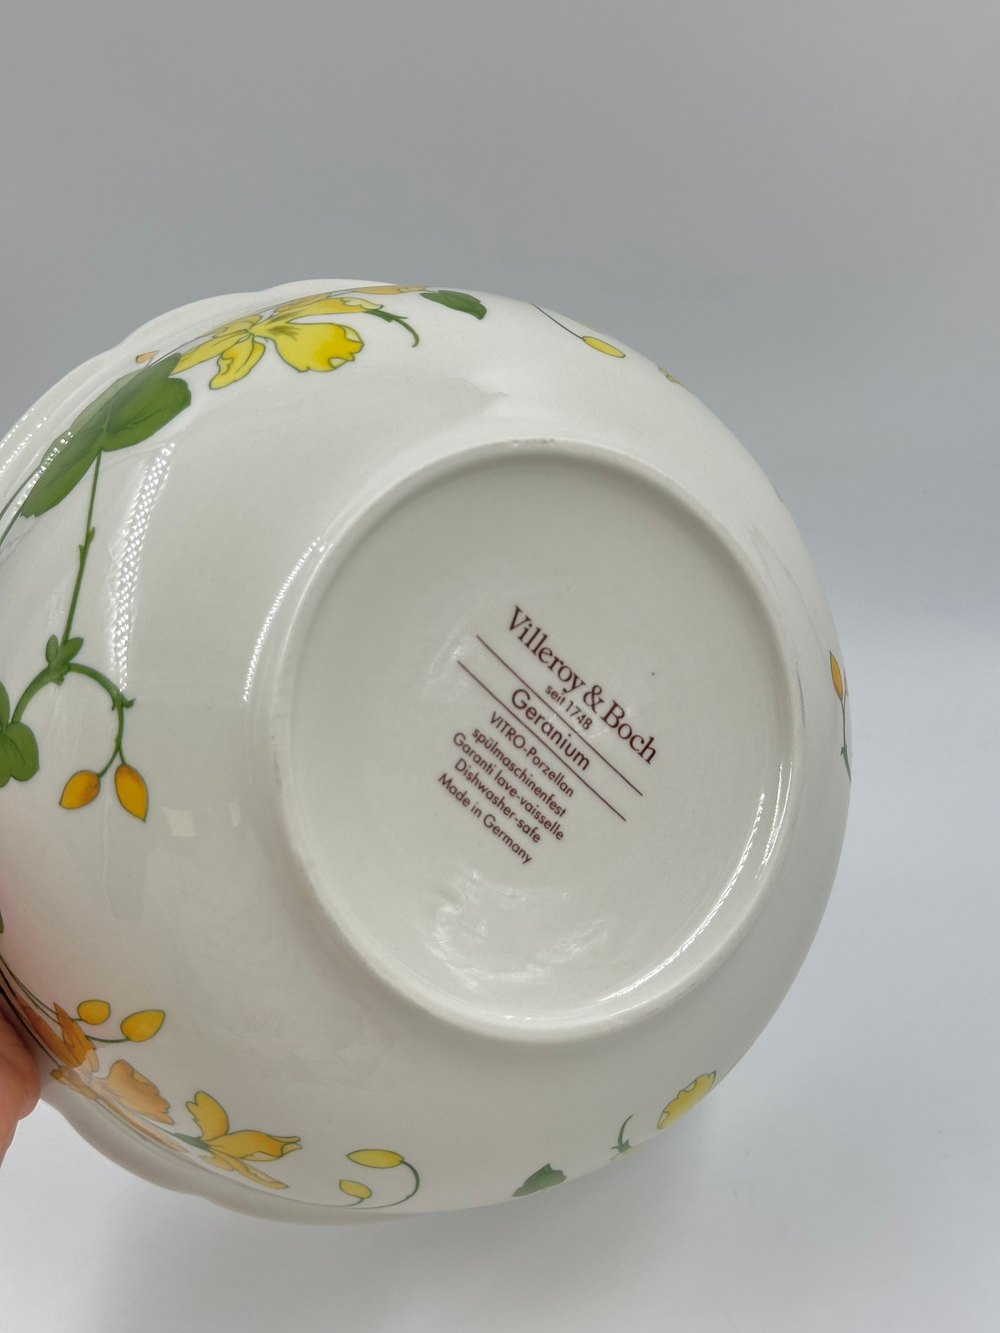 Villeroy & Boch
seit 1748
Geranium
VITRO-Porzellan
spülmaschinenfest
Garanti lave-vaisselle
Dishwasher-safe
Made in Germany